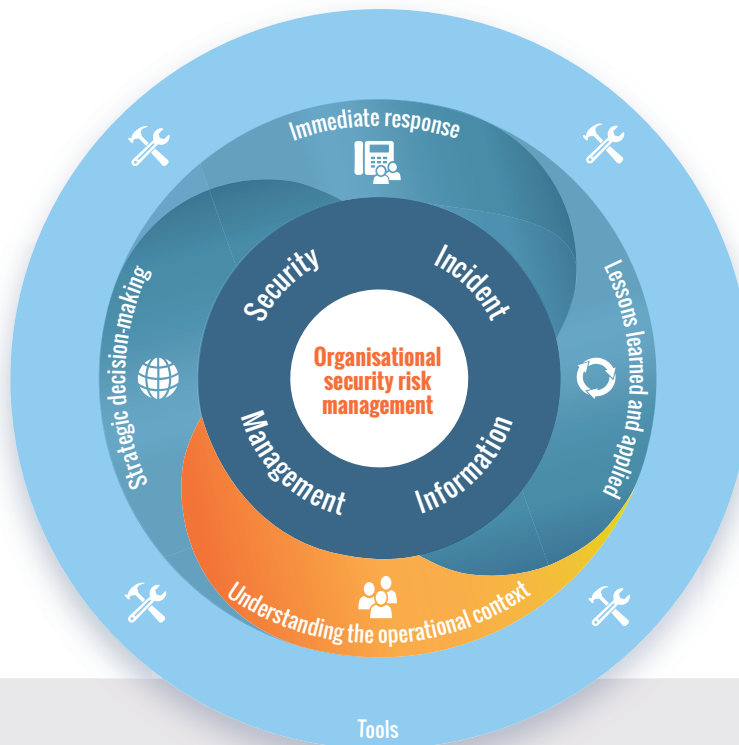 Immediate response
Security
Incident
Lessons learned and applied
Strategic decision-making
Organisational
security risk
management
Management
Information
Understanding the operational context
Tools